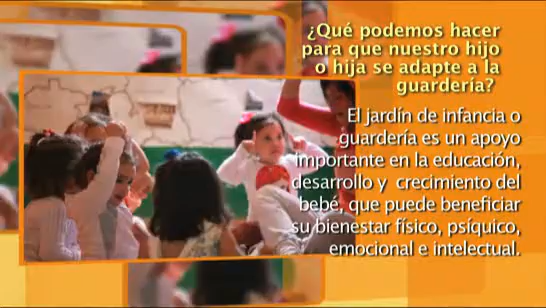 ¿Qué podemos hacer
para que nuestro hijo
o hija se adapte a la
guardería?
El jardín de infancia o
guardería es un apoyo
importante en la educación,
desarrollo y crecimiento del
bebé, que puede beneficiar
su bienestar físico, psíquico,
emocional e intelectual.